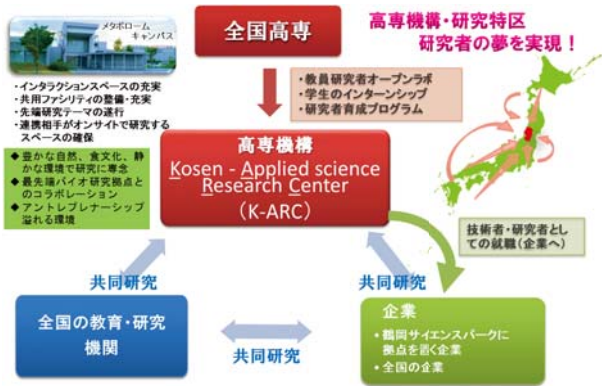 メタボローム
キャンパス
・インタラクションスペースの充実
・共用ファシリティの整備・充実
・先端研究テーマの遂行
・連携相手がオンサイトで研究する
スペースの確保
◆豊かな自然、食文化、静
かな環境で研究に専念
◆最先端バイオ研究拠点と
のコラボレーション
◆アントレプレナーシップ
溢れる環境
全国高専
・教員研究者オープンラボ
・学生のインターンシップ
・研究者育成プログラム
高専機構・研究特区
研究者の夢を実現！
高専機構
Kosen - Applied science
Research Center
（K-ARC）
技術者・研究者とし
ての就職（企業へ）
共同研究
共同研究
全国の教育・研究
機関
共同研究
企業
・鶴岡サイエンスパークに
拠点を置く企業
・全国の企業